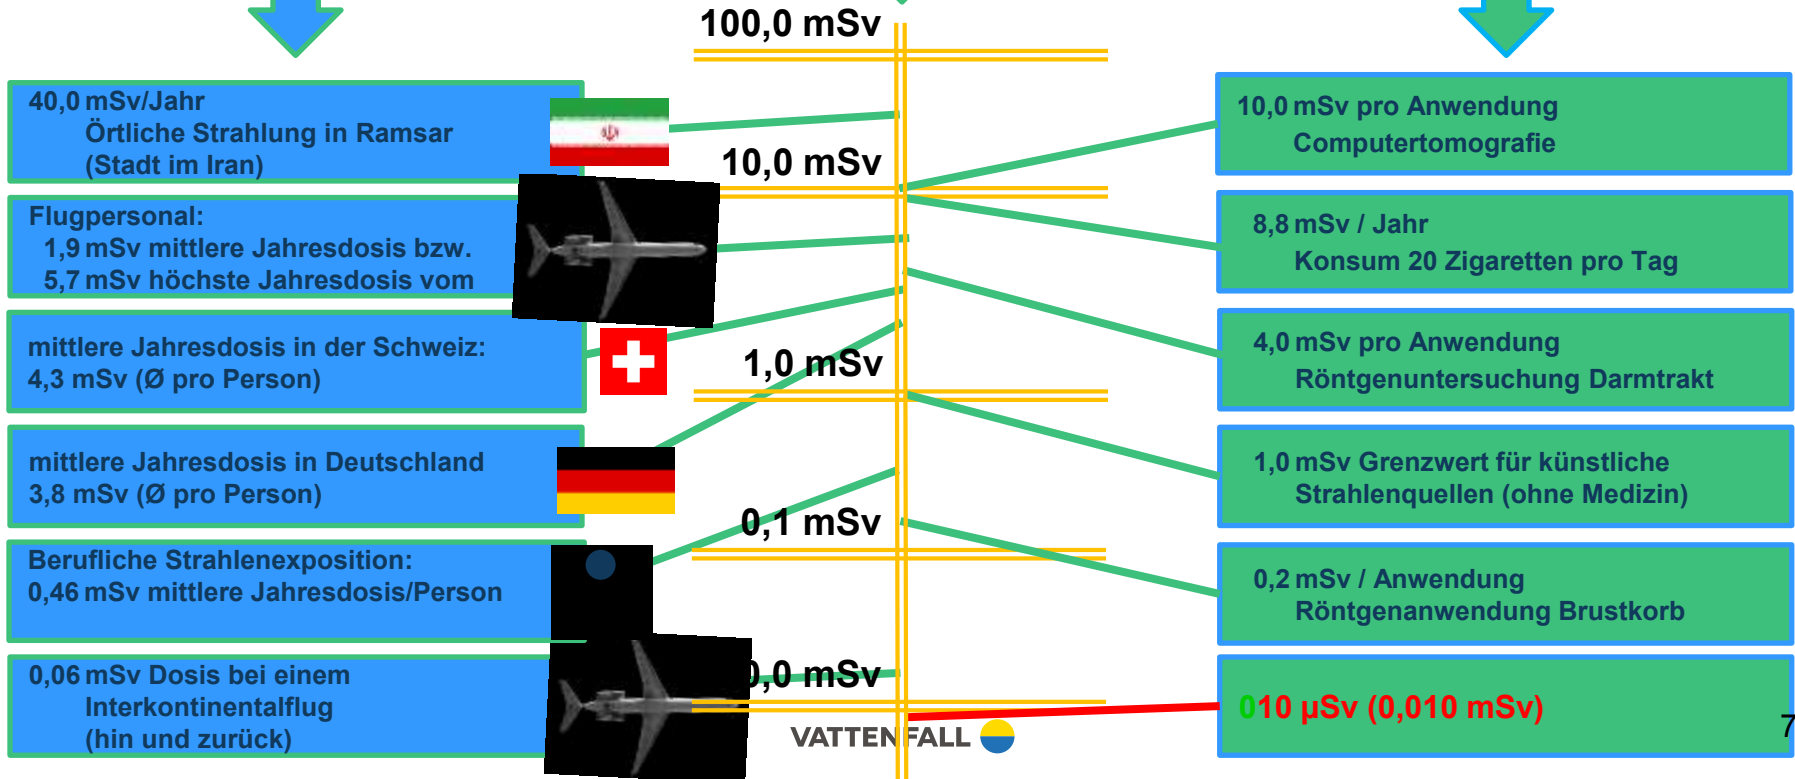 100,0 mSv
10,0 mSv
1,0 mSv
0,1 mSv
0,0 mSv
40,0 mSv/Jahr
Örtliche Strahlung in Ramsar
(Stadt im Iran)
Flugpersonal:
1,9 mSv mittlere Jahresdosis bzw.
5,7 mSv höchste Jahresdosis vom
mittlere Jahresdosis in der Schweiz:
4,3 mSv (Ø pro Person)
mittlere Jahresdosis in Deutschland
3,8 mSv (Ø pro Person)
Berufliche Strahlenexposition:
0,46 mSv mittlere Jahresdosis/Person
0,06 mSv Dosis bei einem
Interkontinentalflug
(hin und zurück)
10,0 mSv pro Anwendung
Computertomografie
8,8 mSv / Jahr
Konsum 20 Zigaretten pro Tag
4,0 mSv pro Anwendung
Röntgenuntersuchung Darmtrakt
1,0 mSv Grenzwert für künstliche
Strahlenquellen (ohne Medizin)
0,2 mSv / Anwendung
Röntgenanwendung Brustkorb
010 µSv (0,010 mSv)
VATTENFALL
7